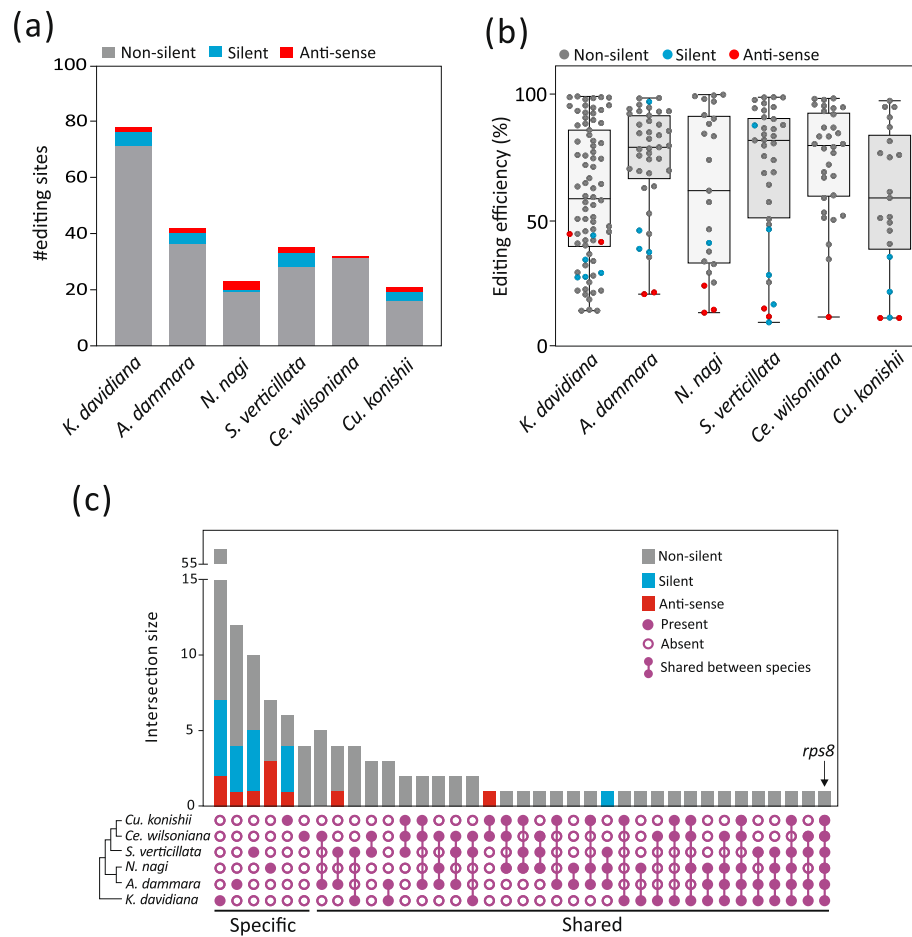 (a)
Non-silent Silent Anti-sense
100
80
60
40
20
0
#editing sites
K. davidiana
A. dammara
N. nagi
S. verticillata
Ce. wilsoniana
Cu. konishii
(b)
Non-silent Silent Anti-sense
100
50
0
Editing efficiency (%)
K. davidiana
A. dammara
N. nagi
S. verticillata
Ce. wilsoniana
Cu. konishii
(c)
55
15
10
5
0
Intersection size
Non-silent
Silent
Anti-sense
Present
Absent
Shared between species
rps8
Cu. konishii
Ce. wilsoniana
S. verticillata
N. nagi
A. dammara
K. davidiana
Specific Shared